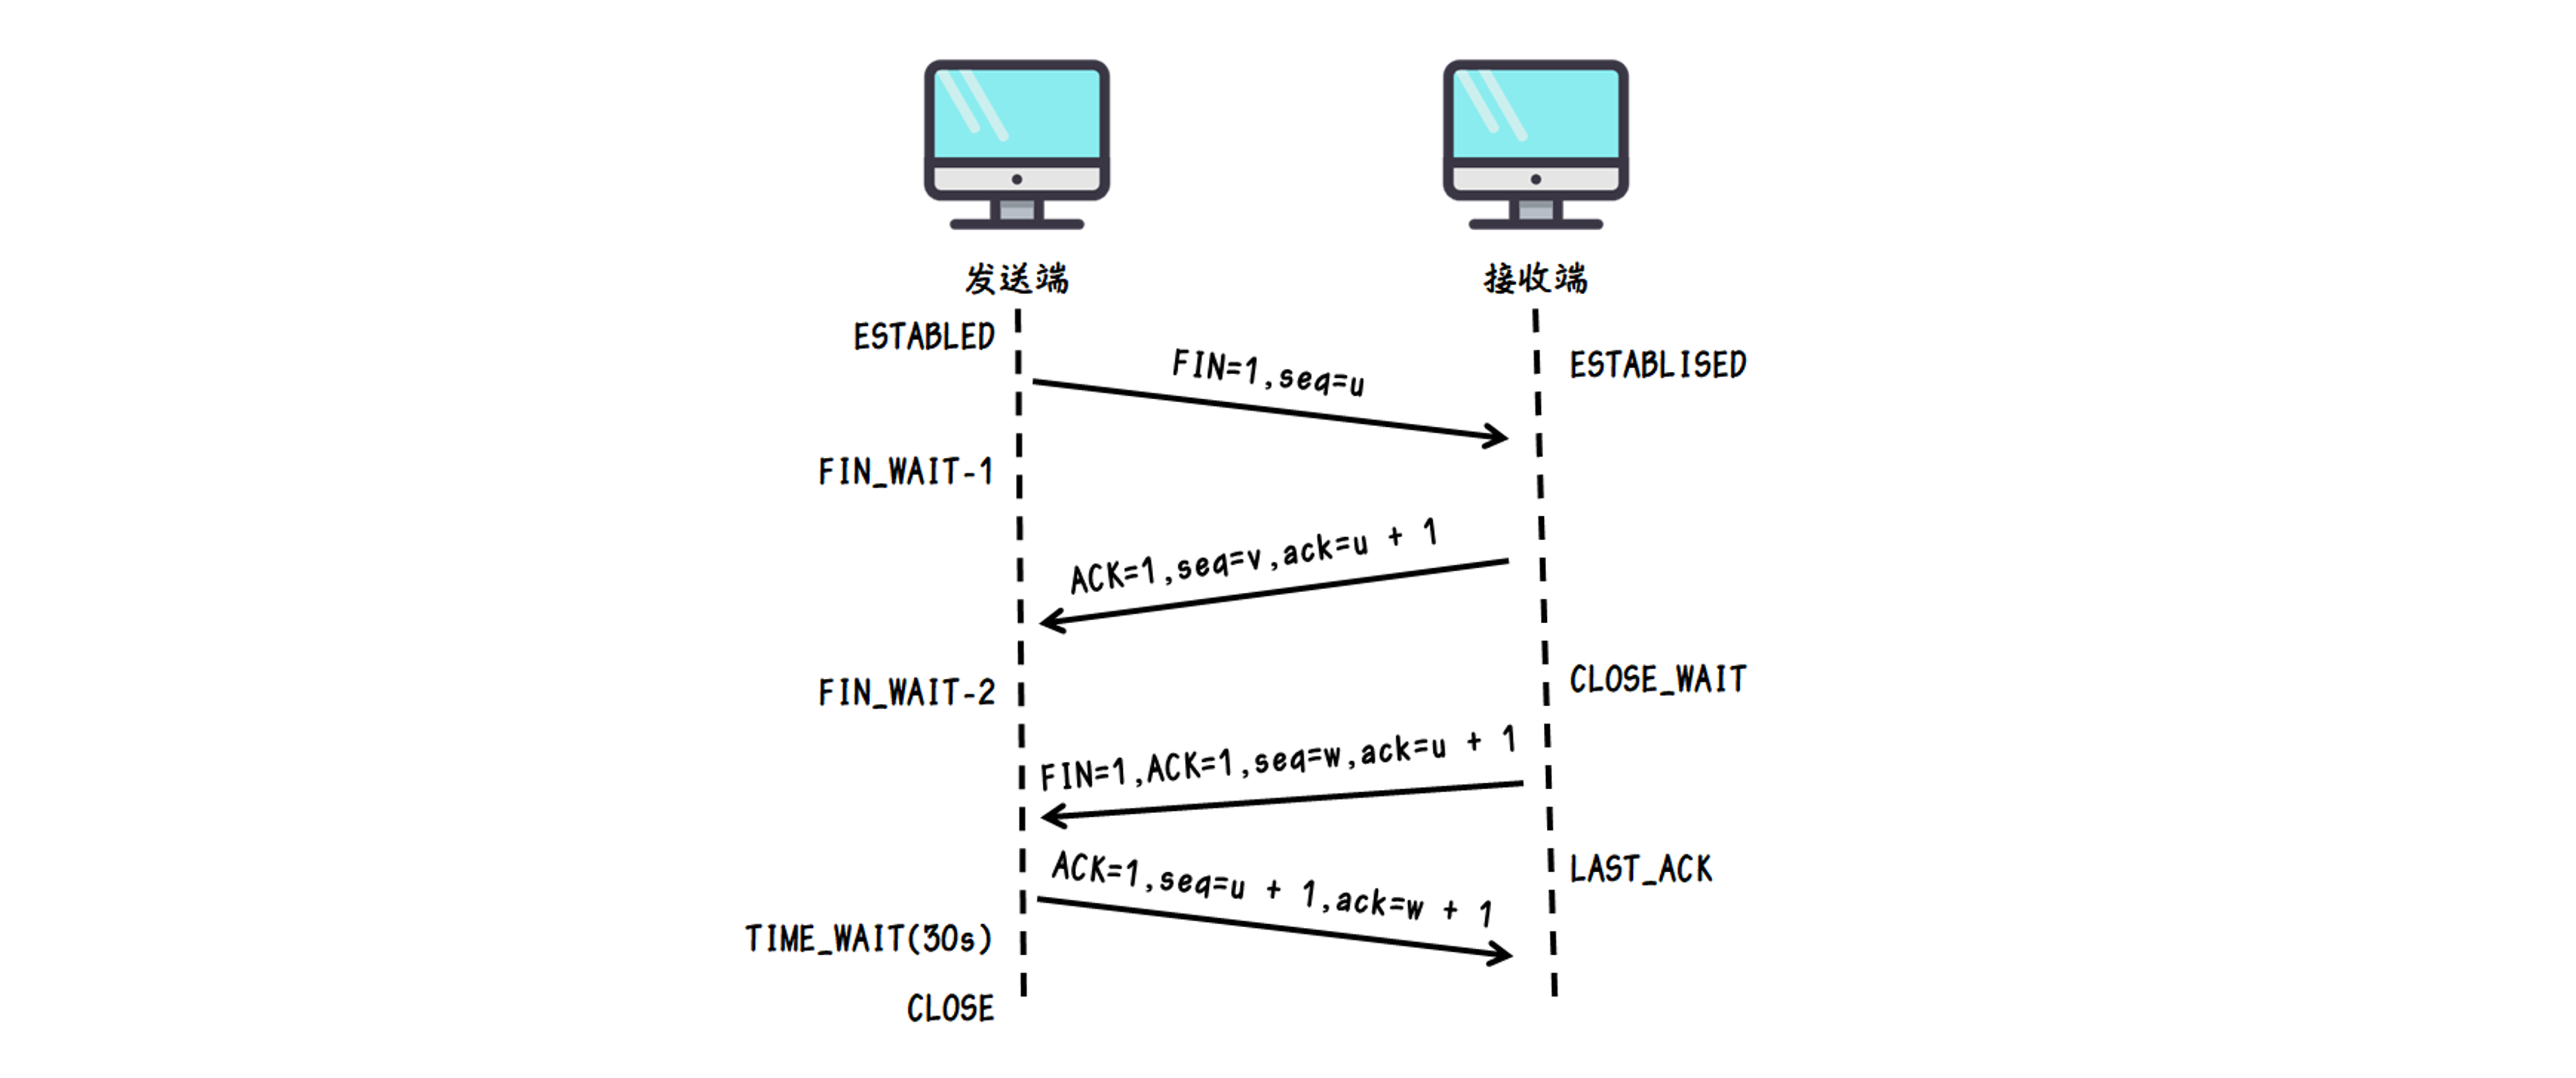 发送端
接收端
ESTABLED
ESTABLISED
FIN=1,seq=u
FIN_WAIT-1
ACK=1,seq=v,ack=u + 1
FIN_WAIT-2
CLOSE_WAIT
FIN=1,ACK=1,seq=w,ack=u + 1
ACK=1,seq=u + 1,ack=w + 1
LAST_ACK
TIME_WAIT(30s)
CLOSE